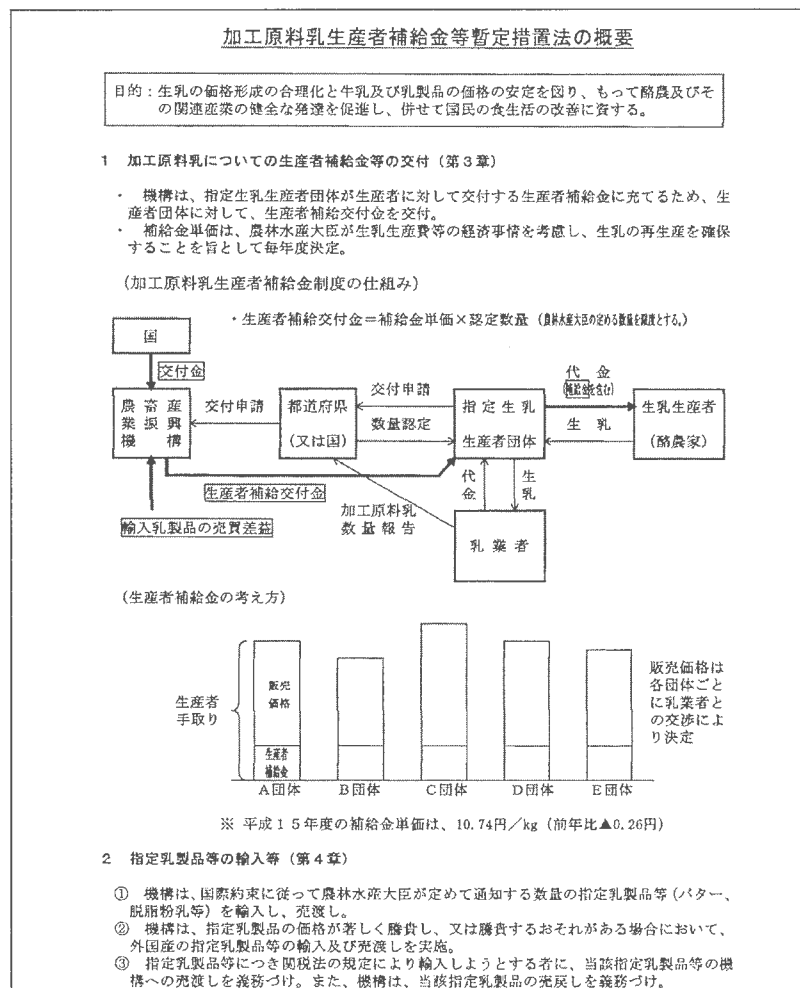 加工原料乳生産者補給金等暫定措置法の概要
目的：生乳の価格形成の合理化と牛乳及び乳製品の価格の安定を図り、もって酪農及びそ
の関連産業の健全な発達を促進し、併せて国民の食生活の改善に資する。
1 加工原料乳についての生産者補給金等の交付（第３章）
・ 機構は、指定生乳生産者団体が生産者に対して交付する生産者補給金に充てるため、生
産者団体に対して、生産者補給交付金を交付。
・ 補給金単価は、農林水産大臣が生乳生産費等の経済事情を考慮し、生乳の再生産を確保
することを旨として毎年度決定。
（加工原料乳生産者補給金制度の仕組み）
・生産者補給交付金＝補給金単価×認定数量（農林水産大臣の定める数量を限度とする。）
国
交付金
農畜産
業振興
機構
交付申請
都道府県
（又は国）
交付申請
数量認定
指定生乳
生産者団体
代金
（補給金を含む）
生乳
生乳生産者
（酪農家）
生産者補給交付金
輸入乳製品の売買差益
加工原料乳
数量報告
代金
生乳
乳業者
（生産者補給金の考え方）
生産者
手取り
販売
価格
生産者
補給金
A団体
B団体
C団体
D団体
E団体
販売価格は
各団体ごと
に乳業者と
の交渉によ
り決定
※ 平成１５年度の補給金単価は、10.74円／kg（前年比▲0.26円）
2 指定乳製品等の輸入等（第４章）
① 機構は、国際約束に従って農林水産大臣が定めて通知する数量の指定乳製品等（バター、
脱脂粉乳等）を輸入し、売渡し。
② 機構は、指定乳製品の価格が著しく騰貴し、又は騰貴するおそれがある場合において、
外国産の指定乳製品等の輸入及び売渡しを実施。
③ 指定乳製品等につき関税法の規定により輸入しようとする者に、当該指定乳製品等の機
構への売渡しを義務づけ。また、機構は、当該指定乳製品の売戻しを義務づけ。